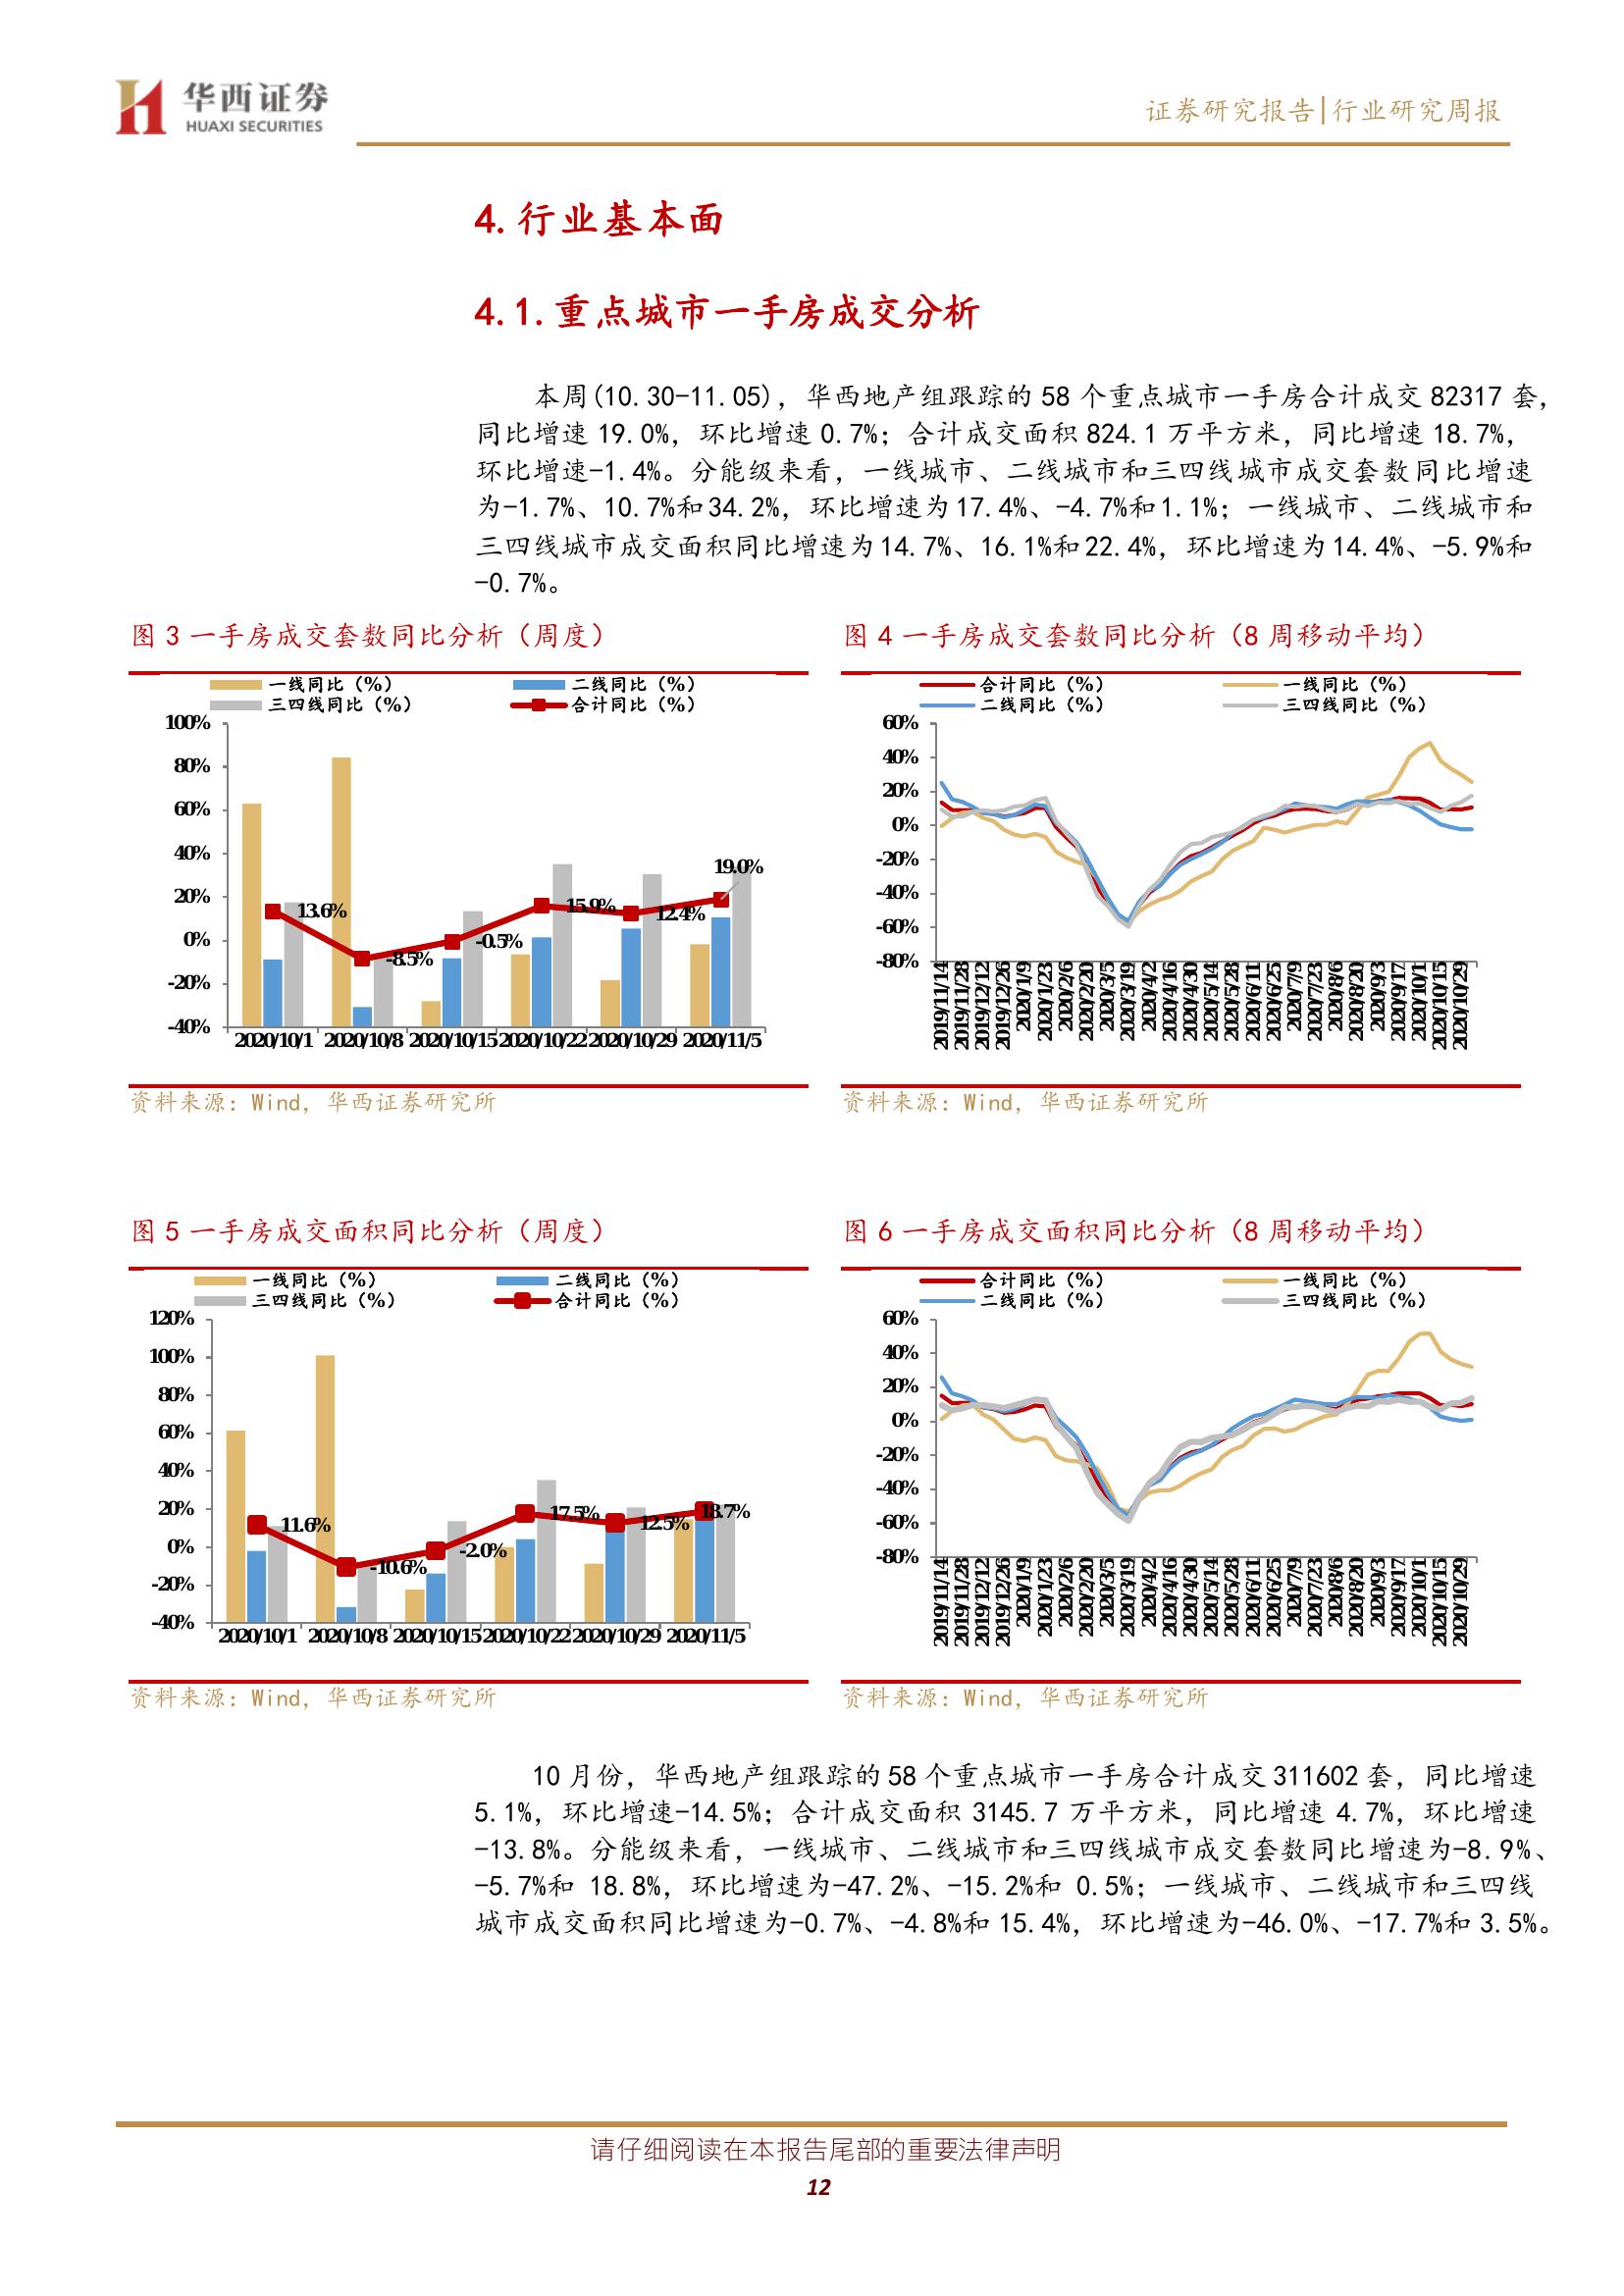 华西证券
HUAXI SECURITIES
证券研究报告|行业研究周报
4.行业基本面
4.1.重点城市一手房成交分析
本周(10.30-11.05)，华西地产组跟踪的 58 个重点城市一手房合计成交 82317 套，
同比增速 19.0%，环比增速 0.7%；合计成交面积 824.1 万平方米，同比增速 18.7%，
环比增速-1.4%。分能级来看，一线城市、二线城市和三四线城市成交套数同比增速
为-1.7%、10.7%和34.2%，环比增速为17.4%、-4.7%和1.1%；一线城市、二线城市和
三四线城市成交面积同比增速为14.7%、16.1%和22.4%，环比增速为14.4%、-5.9%和
-0.7%。
图 3 一手房成交套数同比分析（周度）
一线同比（%）
二线同比（%）
三四线同比（%）
合计同比（%）
100%
80%
60%
40%
20%
0%
-20%
-40%
13.6%
-8.5%
-0.5%
15.9%
12.4%
19.0%
2020/10/1 2020/10/8 2020/10/15 2020/10/22 2020/10/29 2020/11/5
资料来源：Wind，华西证券研究所
图 4 一手房成交套数同比分析（8 周移动平均）
合计同比（%）
一线同比（%）
二线同比（%）
三四线同比（%）
60%
40%
20%
0%
-20%
-40%
-60%
-80%
2019/11/14
2019/11/28
2019/12/12
2019/12/26
2020/1/9
2020/1/23
2020/2/6
2020/2/20
2020/3/5
2020/3/19
2020/4/2
2020/4/16
2020/4/30
2020/5/14
2020/5/28
2020/6/11
2020/6/25
2020/7/9
2020/7/23
2020/8/6
2020/8/20
2020/9/3
2020/9/17
2020/10/1
2020/10/15
2020/10/29
资料来源：Wind，华西证券研究所
图 5 一手房成交面积同比分析（周度）
一线同比（%）
二线同比（%）
三四线同比（%）
合计同比（%）
120%
100%
80%
60%
40%
20%
0%
-20%
-40%
11.6%
-10.6%
-2.0%
17.5%
12.5%
18.7%
2020/10/1 2020/10/8 2020/10/15 2020/10/22 2020/10/29 2020/11/5
资料来源：Wind，华西证券研究所
图 6 一手房成交面积同比分析（8 周移动平均）
合计同比（%）
一线同比（%）
二线同比（%）
三四线同比（%）
60%
40%
20%
0%
-20%
-40%
-60%
-80%
2019/11/14
2019/11/28
2019/12/12
2019/12/26
2020/1/9
2020/1/23
2020/2/6
2020/2/20
2020/3/5
2020/3/19
2020/4/2
2020/4/16
2020/4/30
2020/5/14
2020/5/28
2020/6/11
2020/6/25
2020/7/9
2020/7/23
2020/8/6
2020/8/20
2020/9/3
2020/9/17
2020/10/1
2020/10/15
2020/10/29
资料来源：Wind，华西证券研究所
10 月份，华西地产组跟踪的 58 个重点城市一手房合计成交 311602 套，同比增速
5.1%，环比增速-14.5%；合计成交面积 3145.7 万平方米，同比增速 4.7%，环比增速
-13.8%。分能级来看，一线城市、二线城市和三四线城市成交套数同比增速为-8.9%、
-5.7%和 18.8%，环比增速为-47.2%、-15.2%和 0.5%；一线城市、二线城市和三四线
城市成交面积同比增速为-0.7%、-4.8%和 15.4%，环比增速为-46.0%、-17.7%和 3.5%。
请仔细阅读在本报告尾部的重要法律声明
12